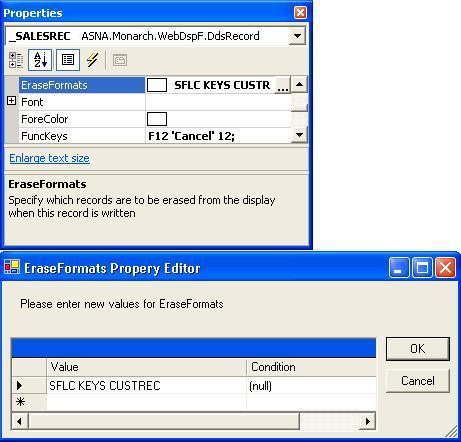 Properties
_SALESREC ASNA.Monarch.WebDspF.DdsRecord
EraseFormats SFLC KEYS CUSTR ...
Font
ForeColor
FuncKeys F12 'Cancel' 12;
Enlarge text size
EraseFormats
Specify which records are to be erased from the display
when this record is written
EraseFormats Propery Editor
Please enter new values for EraseFormats
OK
Value Condition
Cancel
SFLC KEYS CUSTREC (null)